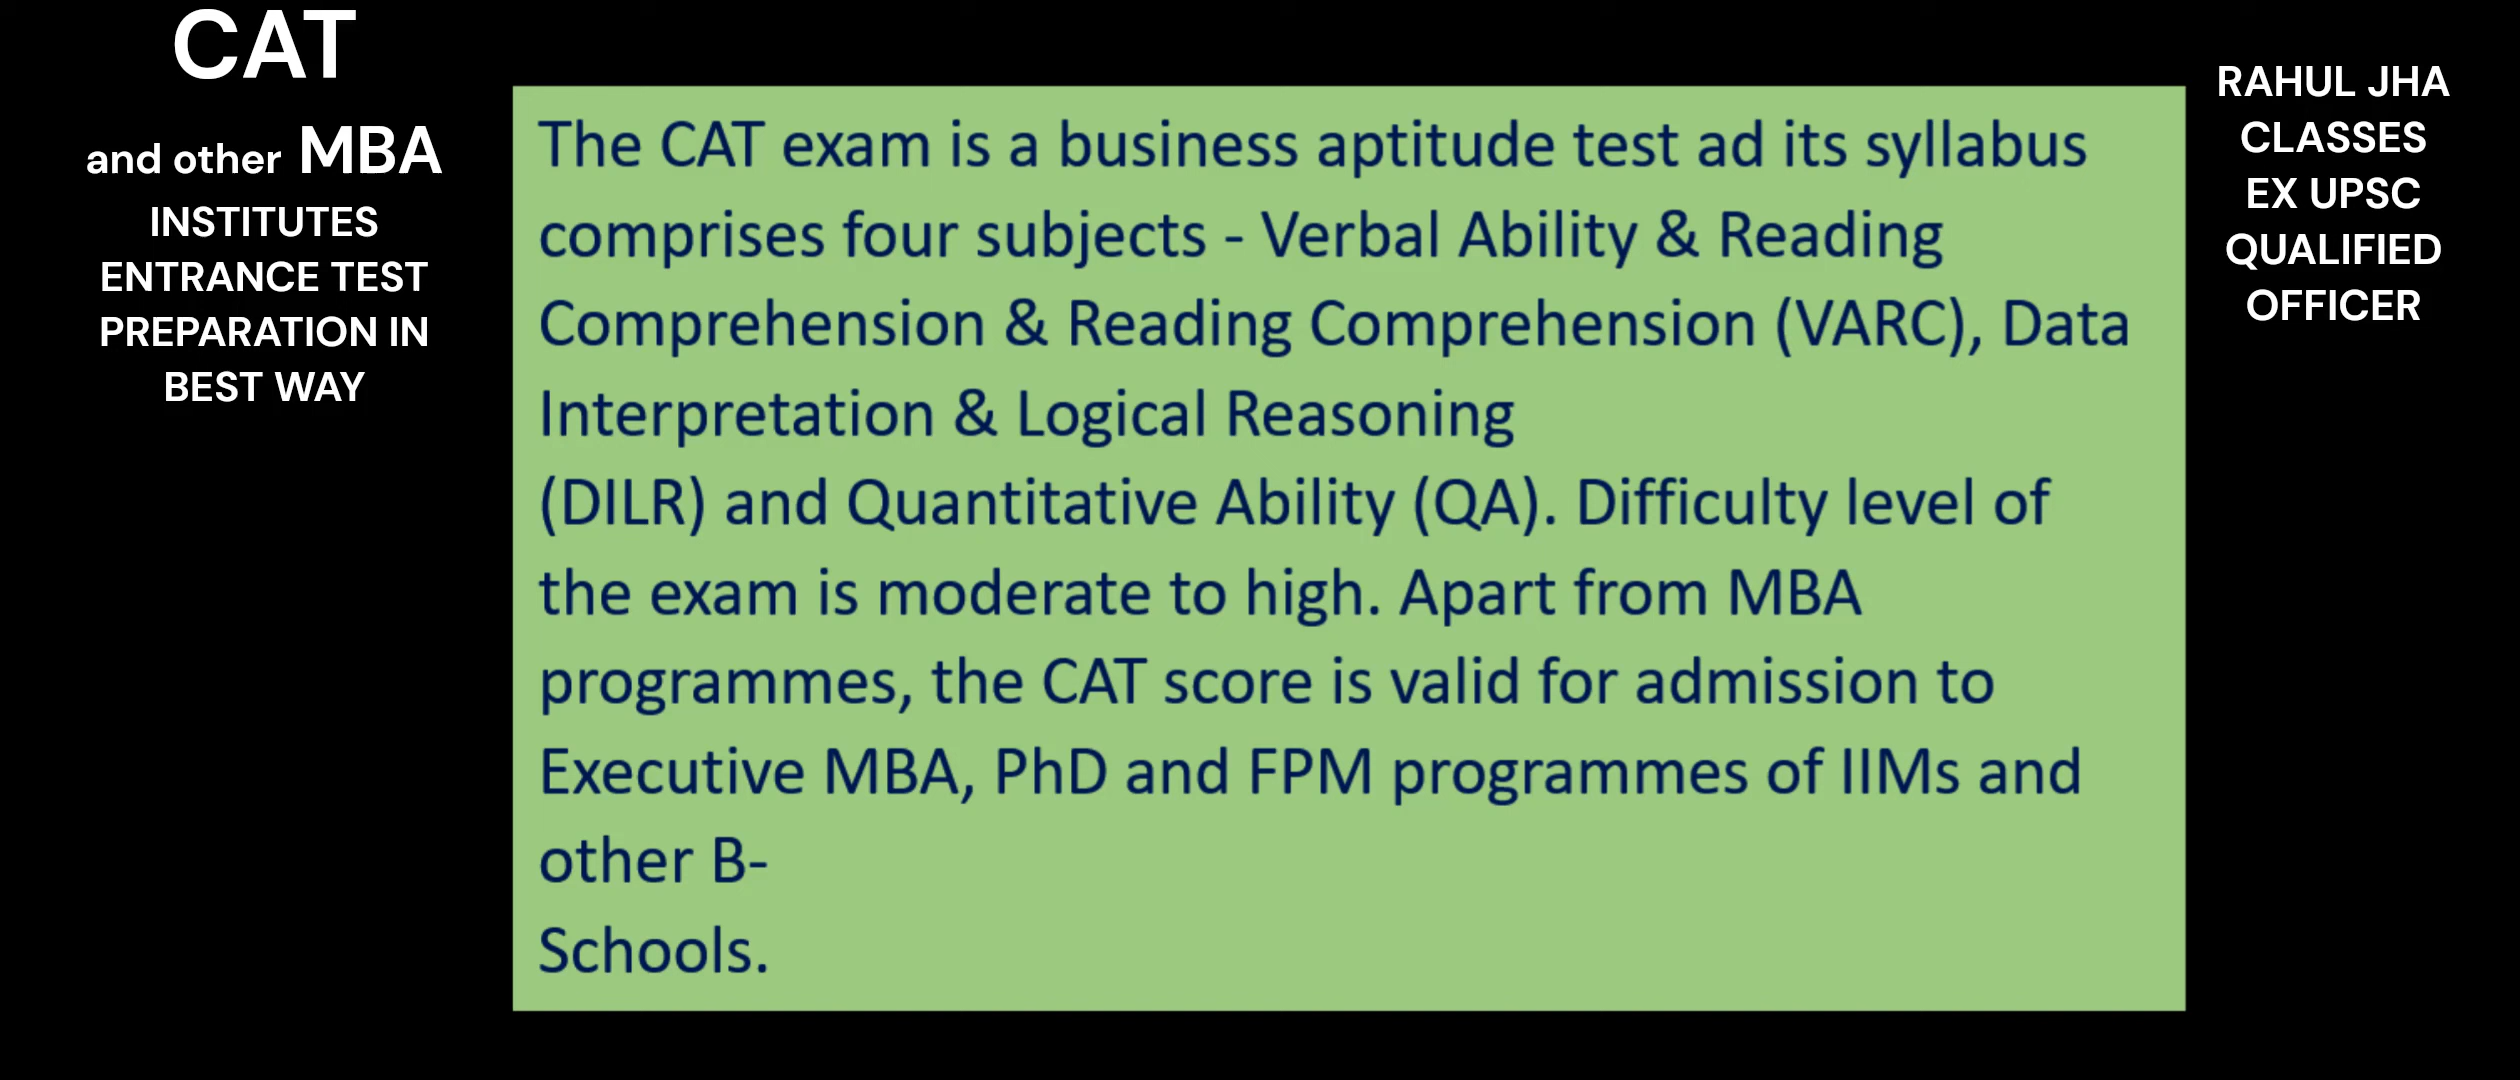 CAT
and other MBA
INSTITUTES
ENTRANCE TEST
PREPARATION IN
BEST WAY
The CAT exam is a business aptitude test ad its syllabus
comprises four subjects - Verbal Ability & Reading
Comprehension & Reading Comprehension (VARC), Data
Interpretation & Logical Reasoning
(DILR) and Quantitative Ability (QA). Difficulty level of
the exam is moderate to high. Apart from MBA
programmes, the CAT score is valid for admission to
Executive MBA, PhD and FPM programmes of IIMs and
other B-
Schools.
RAHUL JHA
CLASSES
EX UPSC
QUALIFIED
OFFICER